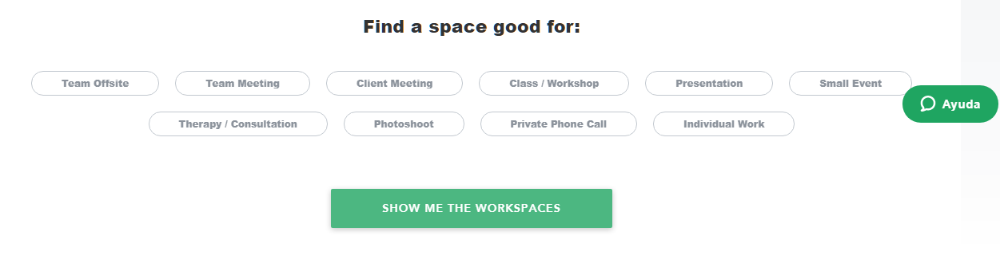 Find a space good for:
Team Offsite
Team Meeting
Client Meeting
Class / Workshop
Presentation
Small Event
Ayuda
Therapy / Consultation
Photoshoot
Private Phone Call
Individual Work
SHOW ME THE WORKSPACES